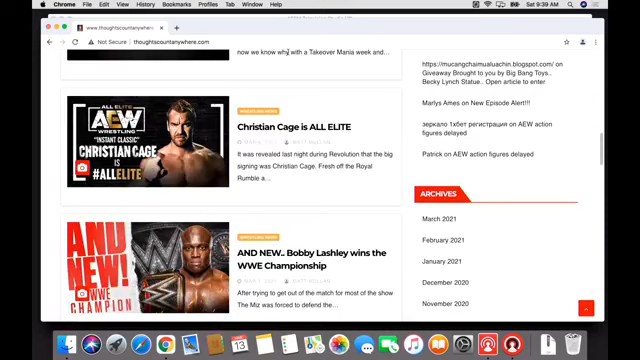 Chrome File Edit View History Bookmarks Profiles Tab Window Help
Sat 9:39 AM
www.thoughtscountanywhere.c
Not Secure | thoughtscountanywhere.com
now we know why with a Takeover Mania week and…
ALL ELITE
AEW
WRESTLING
"INSTANT CLASSIC"
CHRISTIAN CAGE
IS
#ALLELITE
WRESTLING NEWS
Christian Cage is ALL ELITE
It was revealed last night during Revolution that the big
signing was Christian Cage. Fresh off the Royal
Rumble a…
AND
NEW!
WWE
CHAMPION
WRESTLING NEWS
AND NEW.. Bobby Lashley wins the
WWE Championship
After trying to get out of the match for most of the show
The Miz was forced to defend the…
https://mucangchaimualuachin.blogspot.com/ on
Giveaway Brought to you by Big Bang Toys..
Becky Lynch Statue.. Open article to enter
Marlys Ames on New Episode Alert!!!
зеркало 1хбет регистрация on AEW action
figures delayed
Patrick on AEW action figures delayed
ARCHIVES
March 2021
February 2021
January 2021
December 2020
November 2020
13